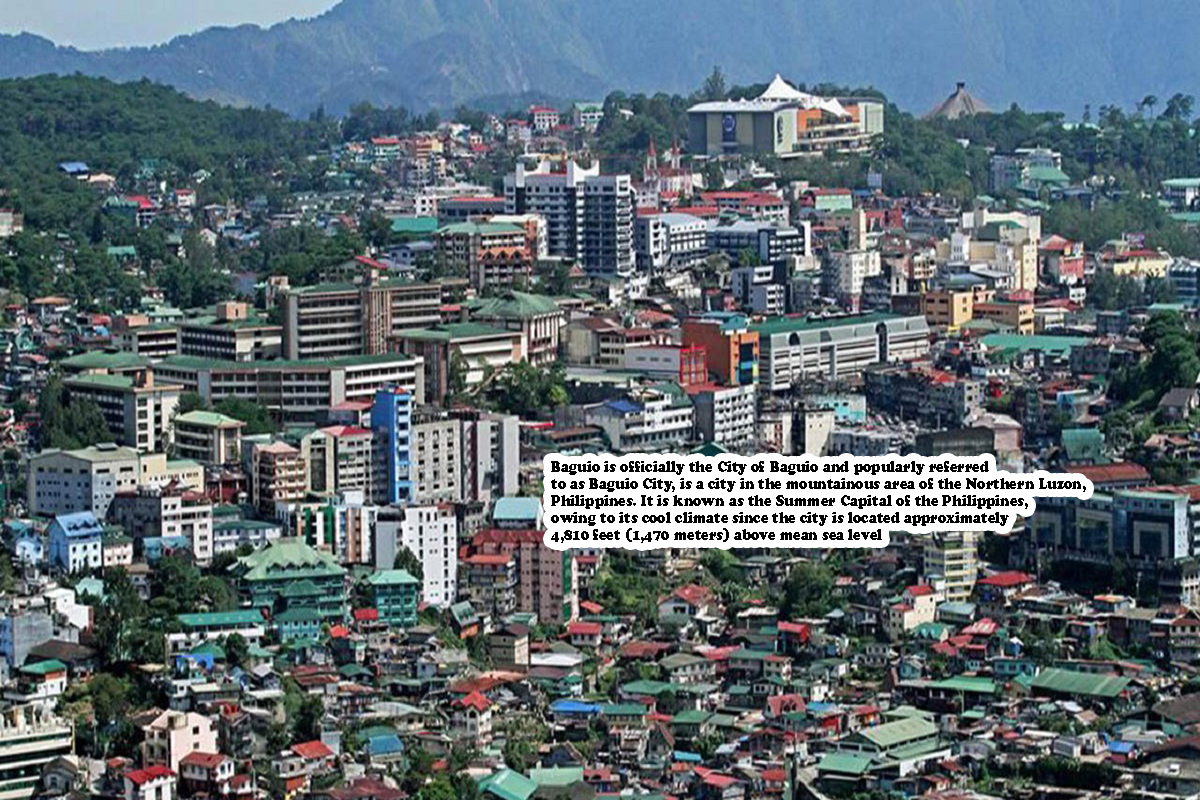 Baguio is officially the City of Baguio and popularly referred
to as Baguio City, is a city in the mountainous area of the Northern Luzon,
Philippines. It is known as the Summer Capital of the Philippines,
owing to its cool climate since the city is located approximately
4,810 feet (1,470 meters) above mean sea level